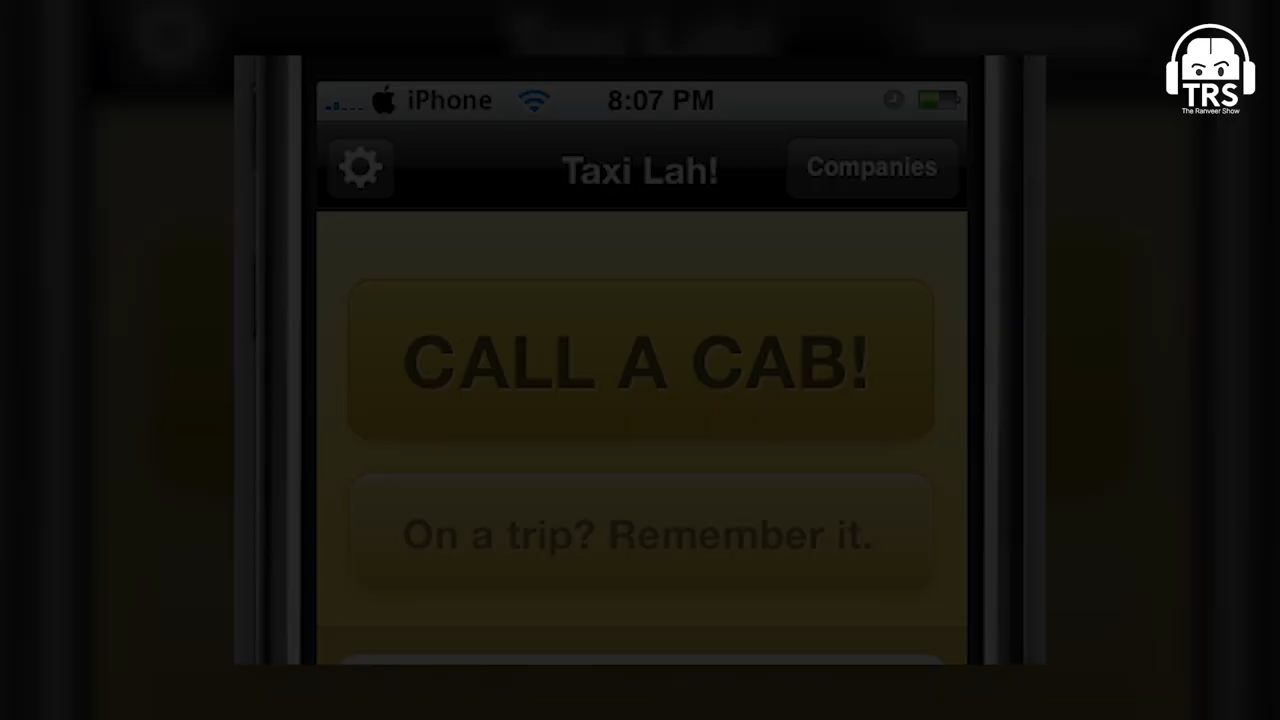 iPhone 8:07 PM
Taxi Lah! Companies
CALL A CAB!
On a trip? Remember it.
TRS
The Ranveer Show